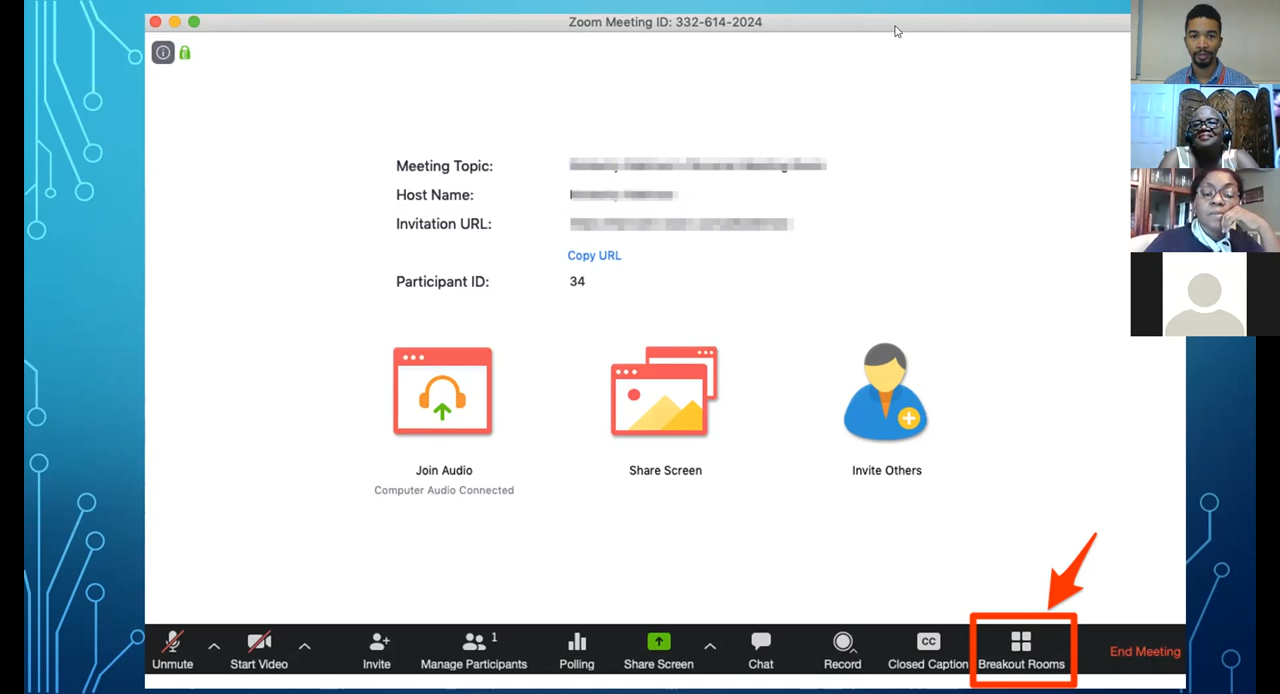 Zoom Meeting ID: 332-614-2024
Meeting Topic:
Host Name:
Invitation URL:
Copy URL
Participant ID: 34
Join Audio
Share Screen
Invite Others
Computer Audio Connected
1
Unmute Start Video Invite Manage Participants Polling Share Screen Chat Record Closed Caption Breakout Rooms End Meeting
CC